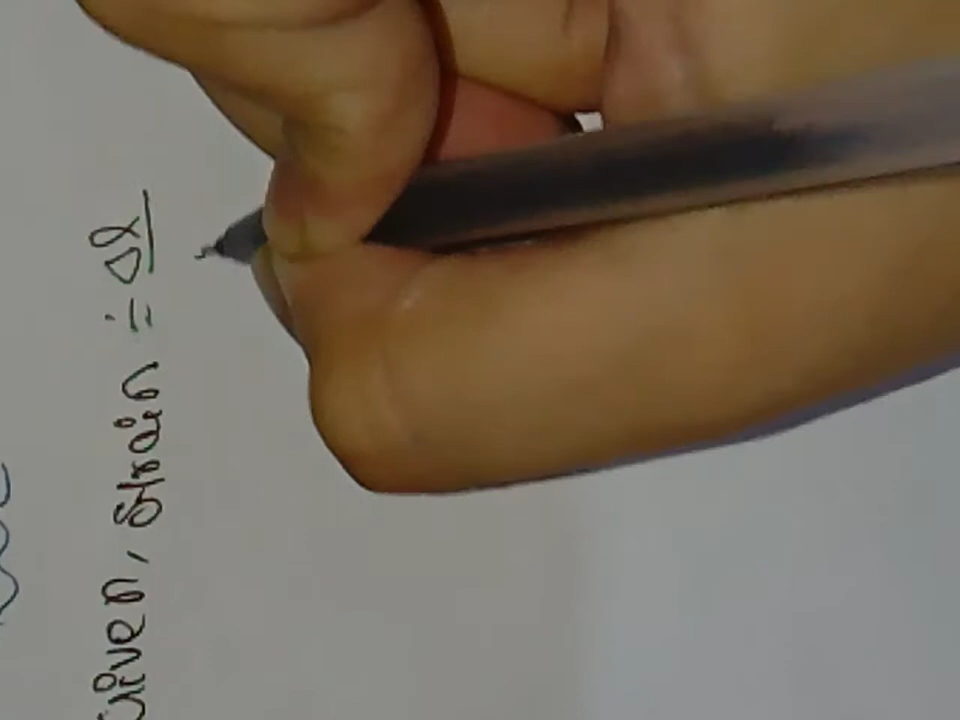 Given, strain = Δl